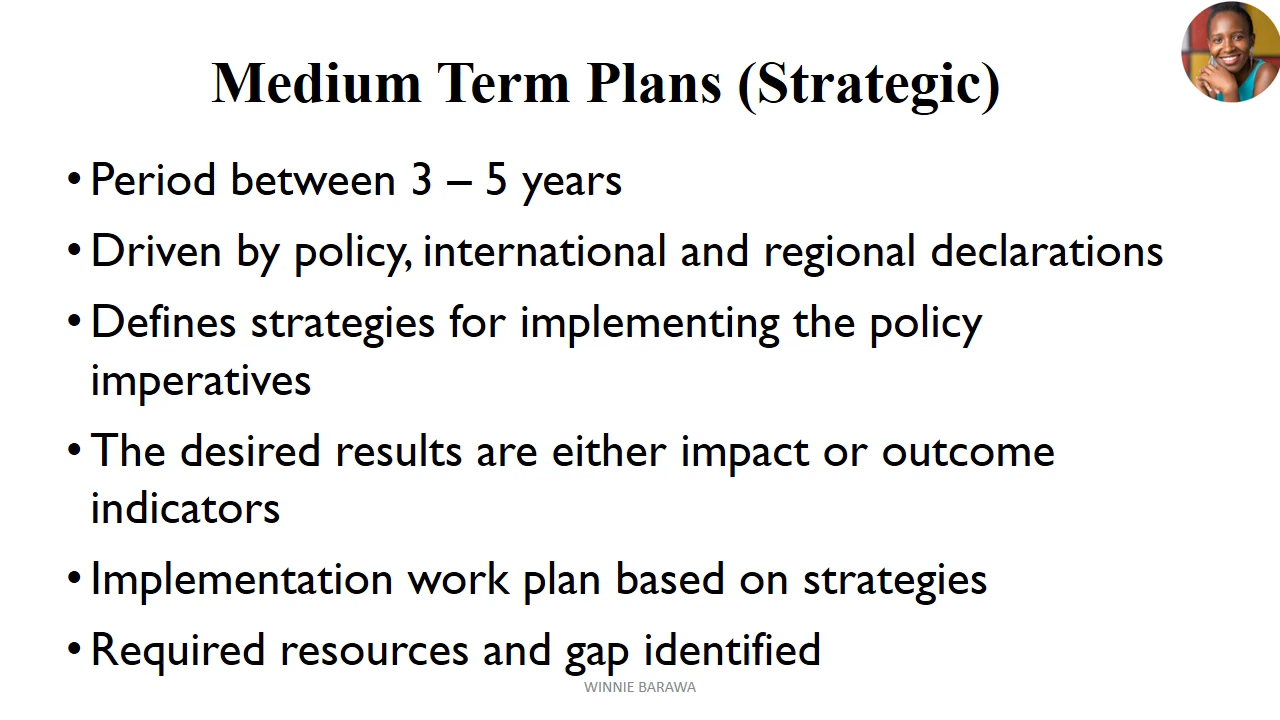 Medium Term Plans (Strategic)
• Period between 3 – 5 years
• Driven by policy, international and regional declarations
• Defines strategies for implementing the policy
imperatives
• The desired results are either impact or outcome
indicators
• Implementation work plan based on strategies
• Required resources and gap identified
WINNIE BARAWA